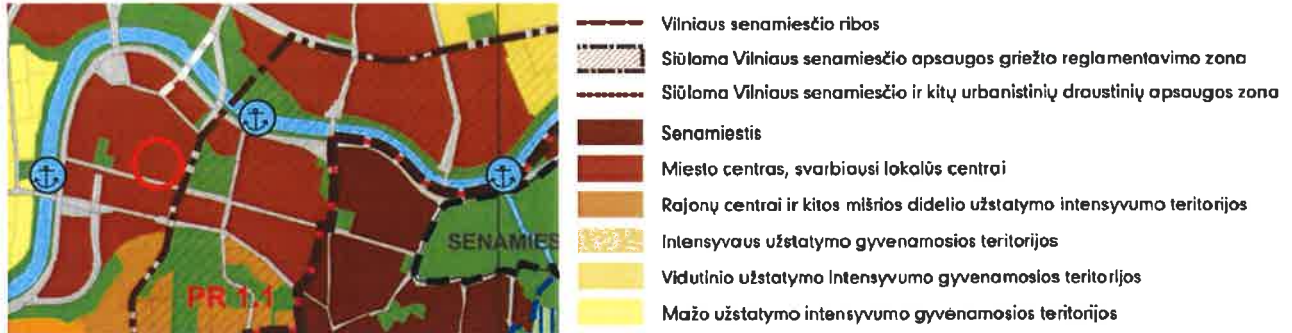 Vilniaus senamiesčio ribos
Siūloma Vilniaus senamiesčio apsaugos griežto reglamentavimo zona
Siūloma Vilniaus senamiesčio ir kitų urbanistinių draustinių apsaugos zona
Senamiestis
Miesto centras, svarbiausi lokalūs centrai
Rajonų centrai ir kitos mišrios didelio užstatymo intensyvumo teritorijos
Intensyvaus užstatymo gyvenamosios teritorijos
Vidutinio užstatymo intensyvumo gyvenamosios teritorijos
Mažo užstatymo intensyvumo gyvenamosios teritorijos
SENAMIES
PR 1.1